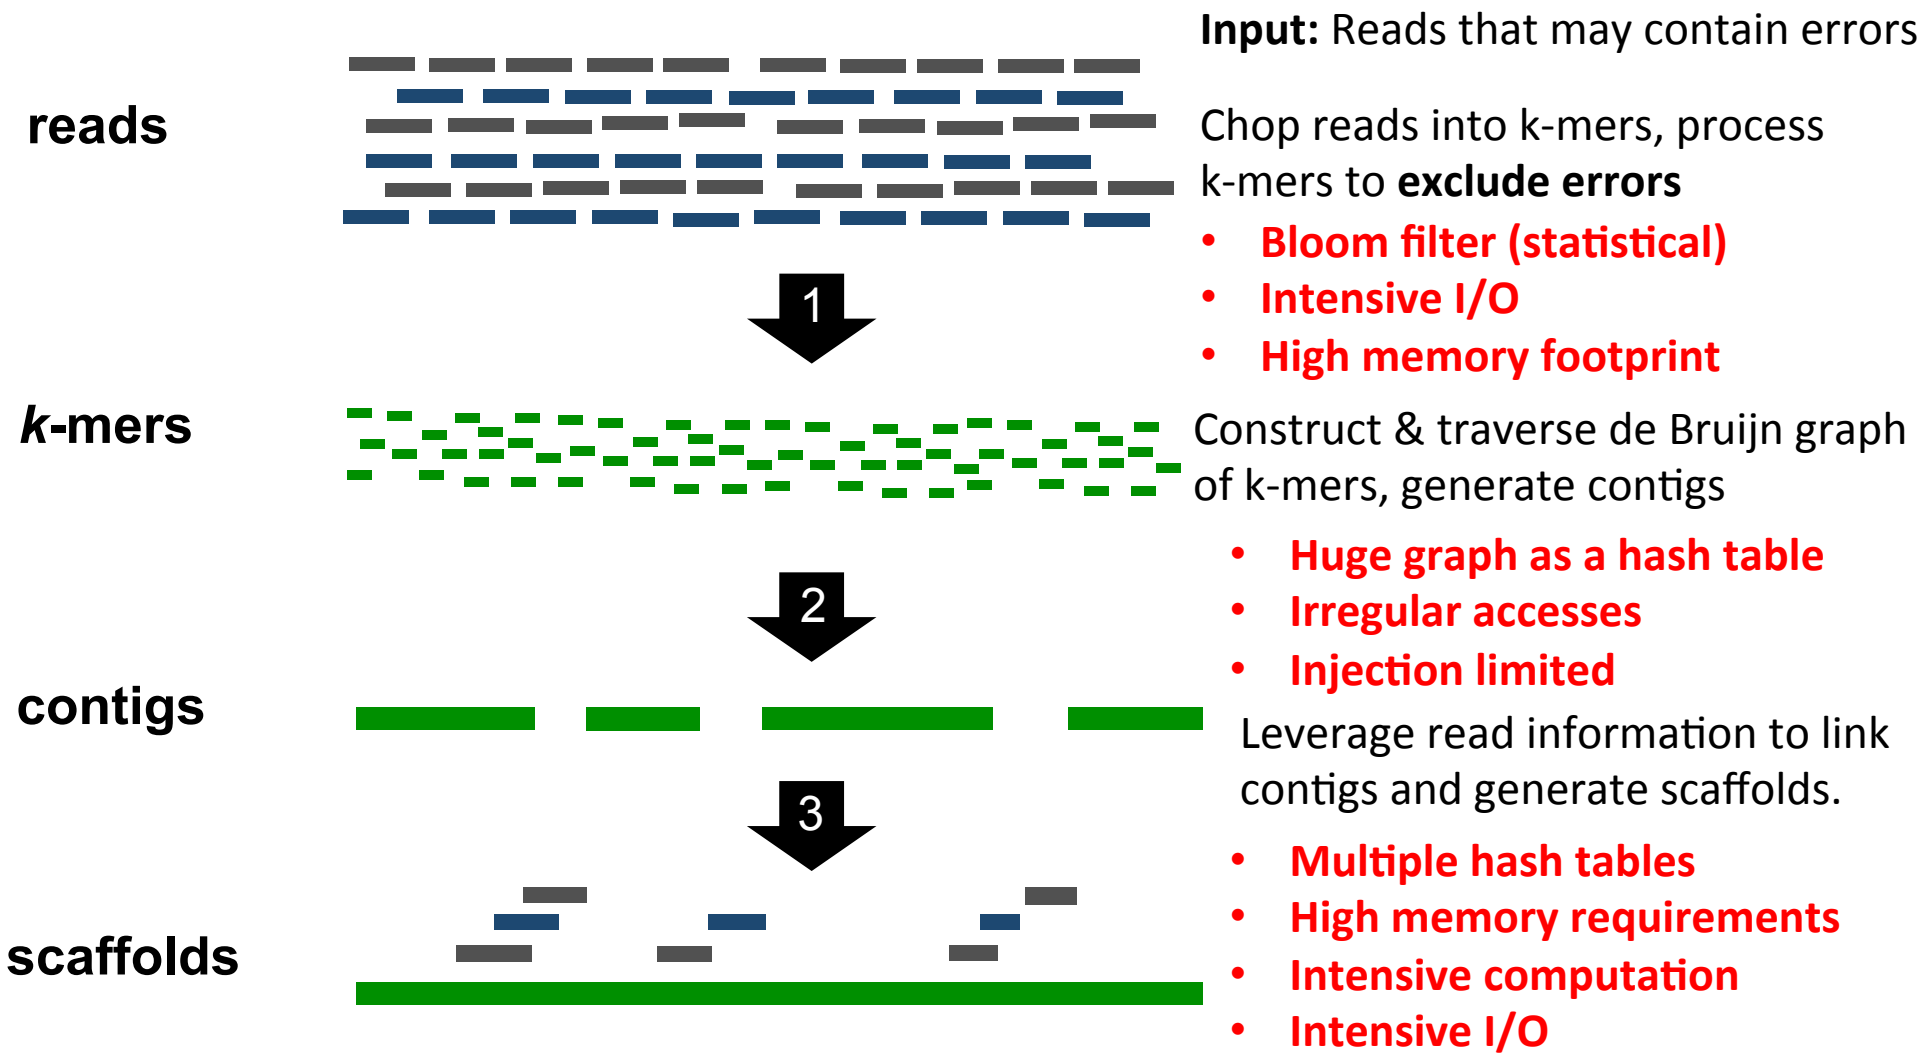 Input: Reads that may contain errors
reads
Chop reads into k-mers, process
k-mers to exclude errors
• Bloom filter (statistical)
• Intensive I/O
• High memory footprint
1
k-mers
Construct & traverse de Bruijn graph
of k-mers, generate contigs
• Huge graph as a hash table
• Irregular accesses
• Injection limited
2
contigs
Leverage read information to link
contigs and generate scaffolds.
3
• Multiple hash tables
• High memory requirements
• Intensive computation
• Intensive I/O
scaffolds